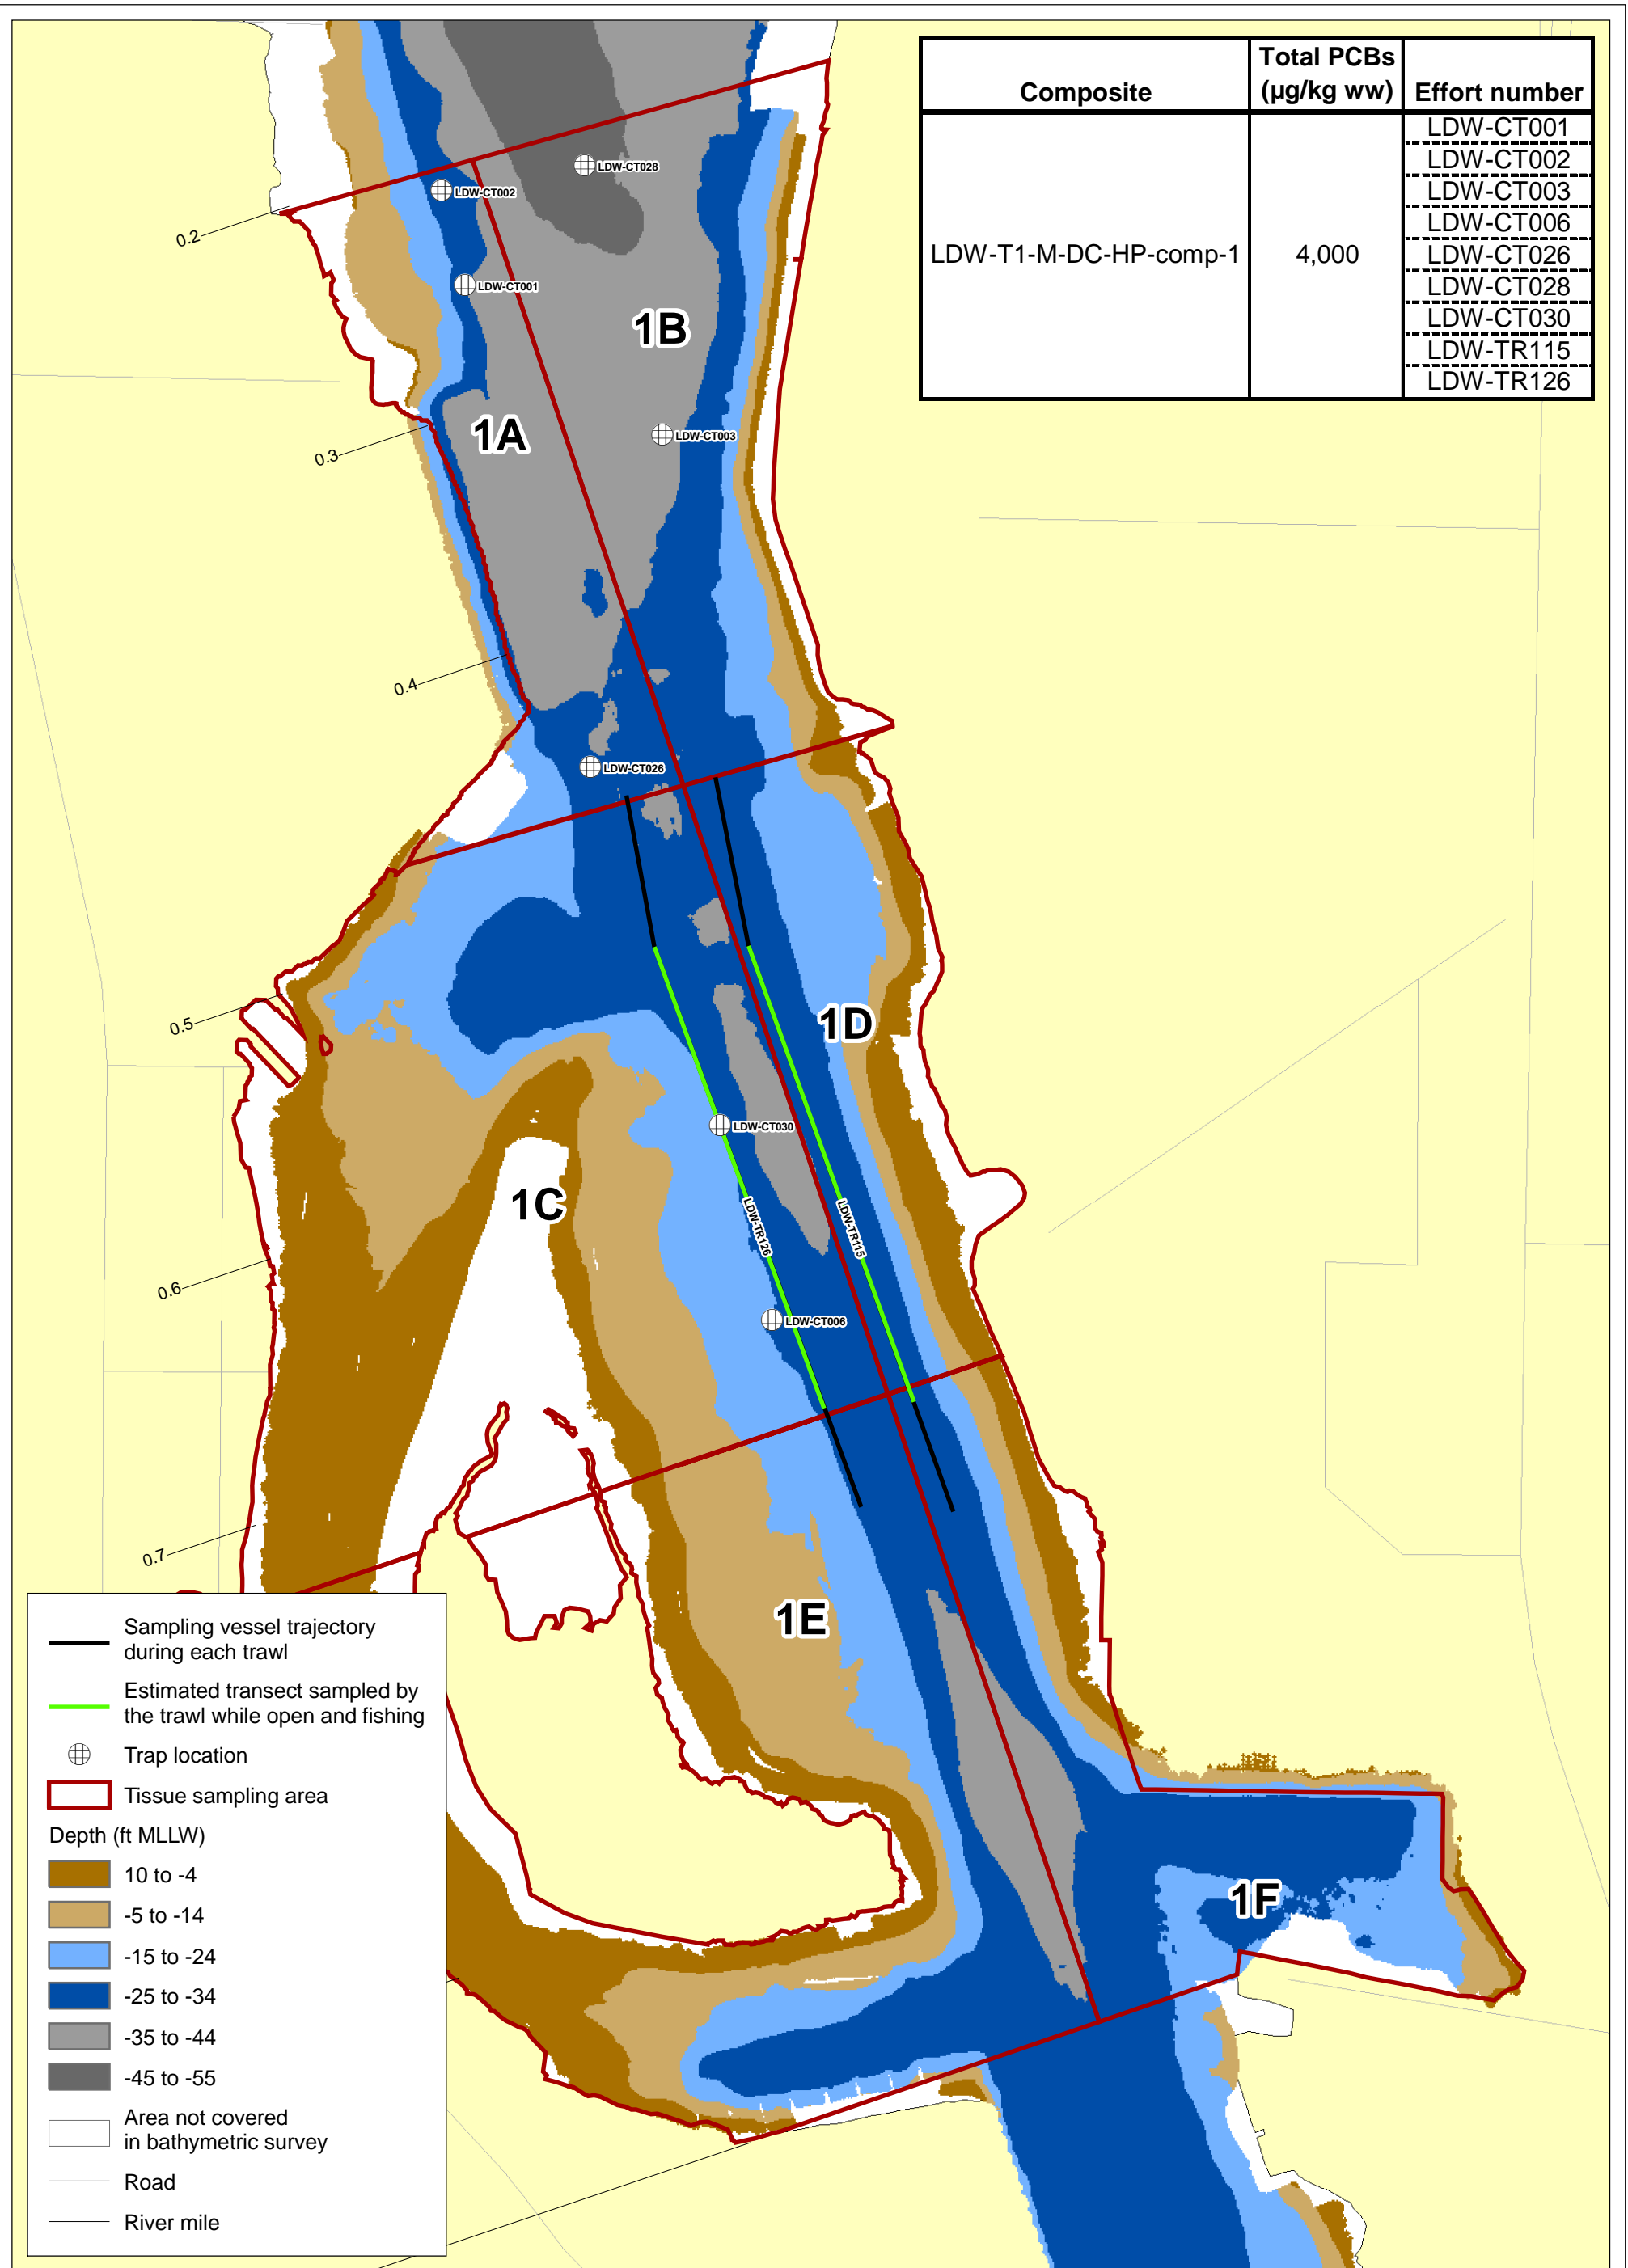 Composite
Total PCBs
(µg/kg ww)
Effort number
LDW-T1-M-DC-HP-comp-1
4,000
LDW-CT001
LDW-CT002
LDW-CT003
LDW-CT006
LDW-CT026
LDW-CT028
LDW-CT030
LDW-TR115
LDW-TR126
LDW-CT028
LDW-CT002
0.2
LDW-CT001
1B
1A
LDW-CT003
0.3
0.4
LDW-CT026
0.5
1D
LDW-CT030
1C
LDW-TR126
LDW-TR115
0.6
LDW-CT006
0.7
1E
1F
Sampling vessel trajectory
during each trawl
Estimated transect sampled by
the trawl while open and fishing
Trap location
Tissue sampling area
Depth (ft MLLW)
10 to -4
-5 to -14
-15 to -24
-25 to -34
-35 to -44
-45 to -55
Area not covered
in bathymetric survey
Road
River mile